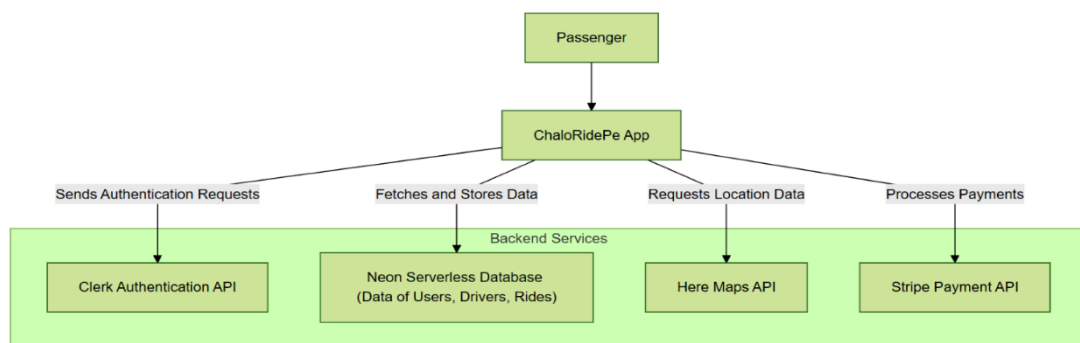 Passenger
ChaloRidePe App
Sends Authentication Requests
Fetches and Stores Data
Requests Location Data
Processes Payments
Backend Services
Clerk Authentication API
Neon Serverless Database
(Data of Users, Drivers, Rides)
Here Maps API
Stripe Payment API